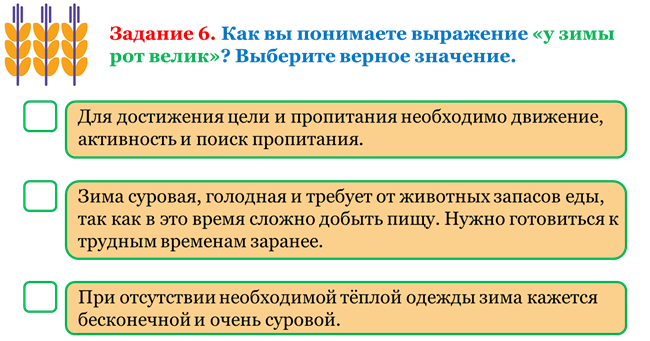 Задание 6. Как вы понимаете выражение «у зимы
рот велик»? Выберите верное значение.
Для достижения цели и пропитания необходимо движение,
активность и поиск пропитания.
Зима суровая, голодная и требует от животных запасов еды,
так как в это время сложно добыть пищу. Нужно готовиться к
трудным временам заранее.
При отсутствии необходимой тёплой одежды зима кажется
бесконечной и очень суровой.